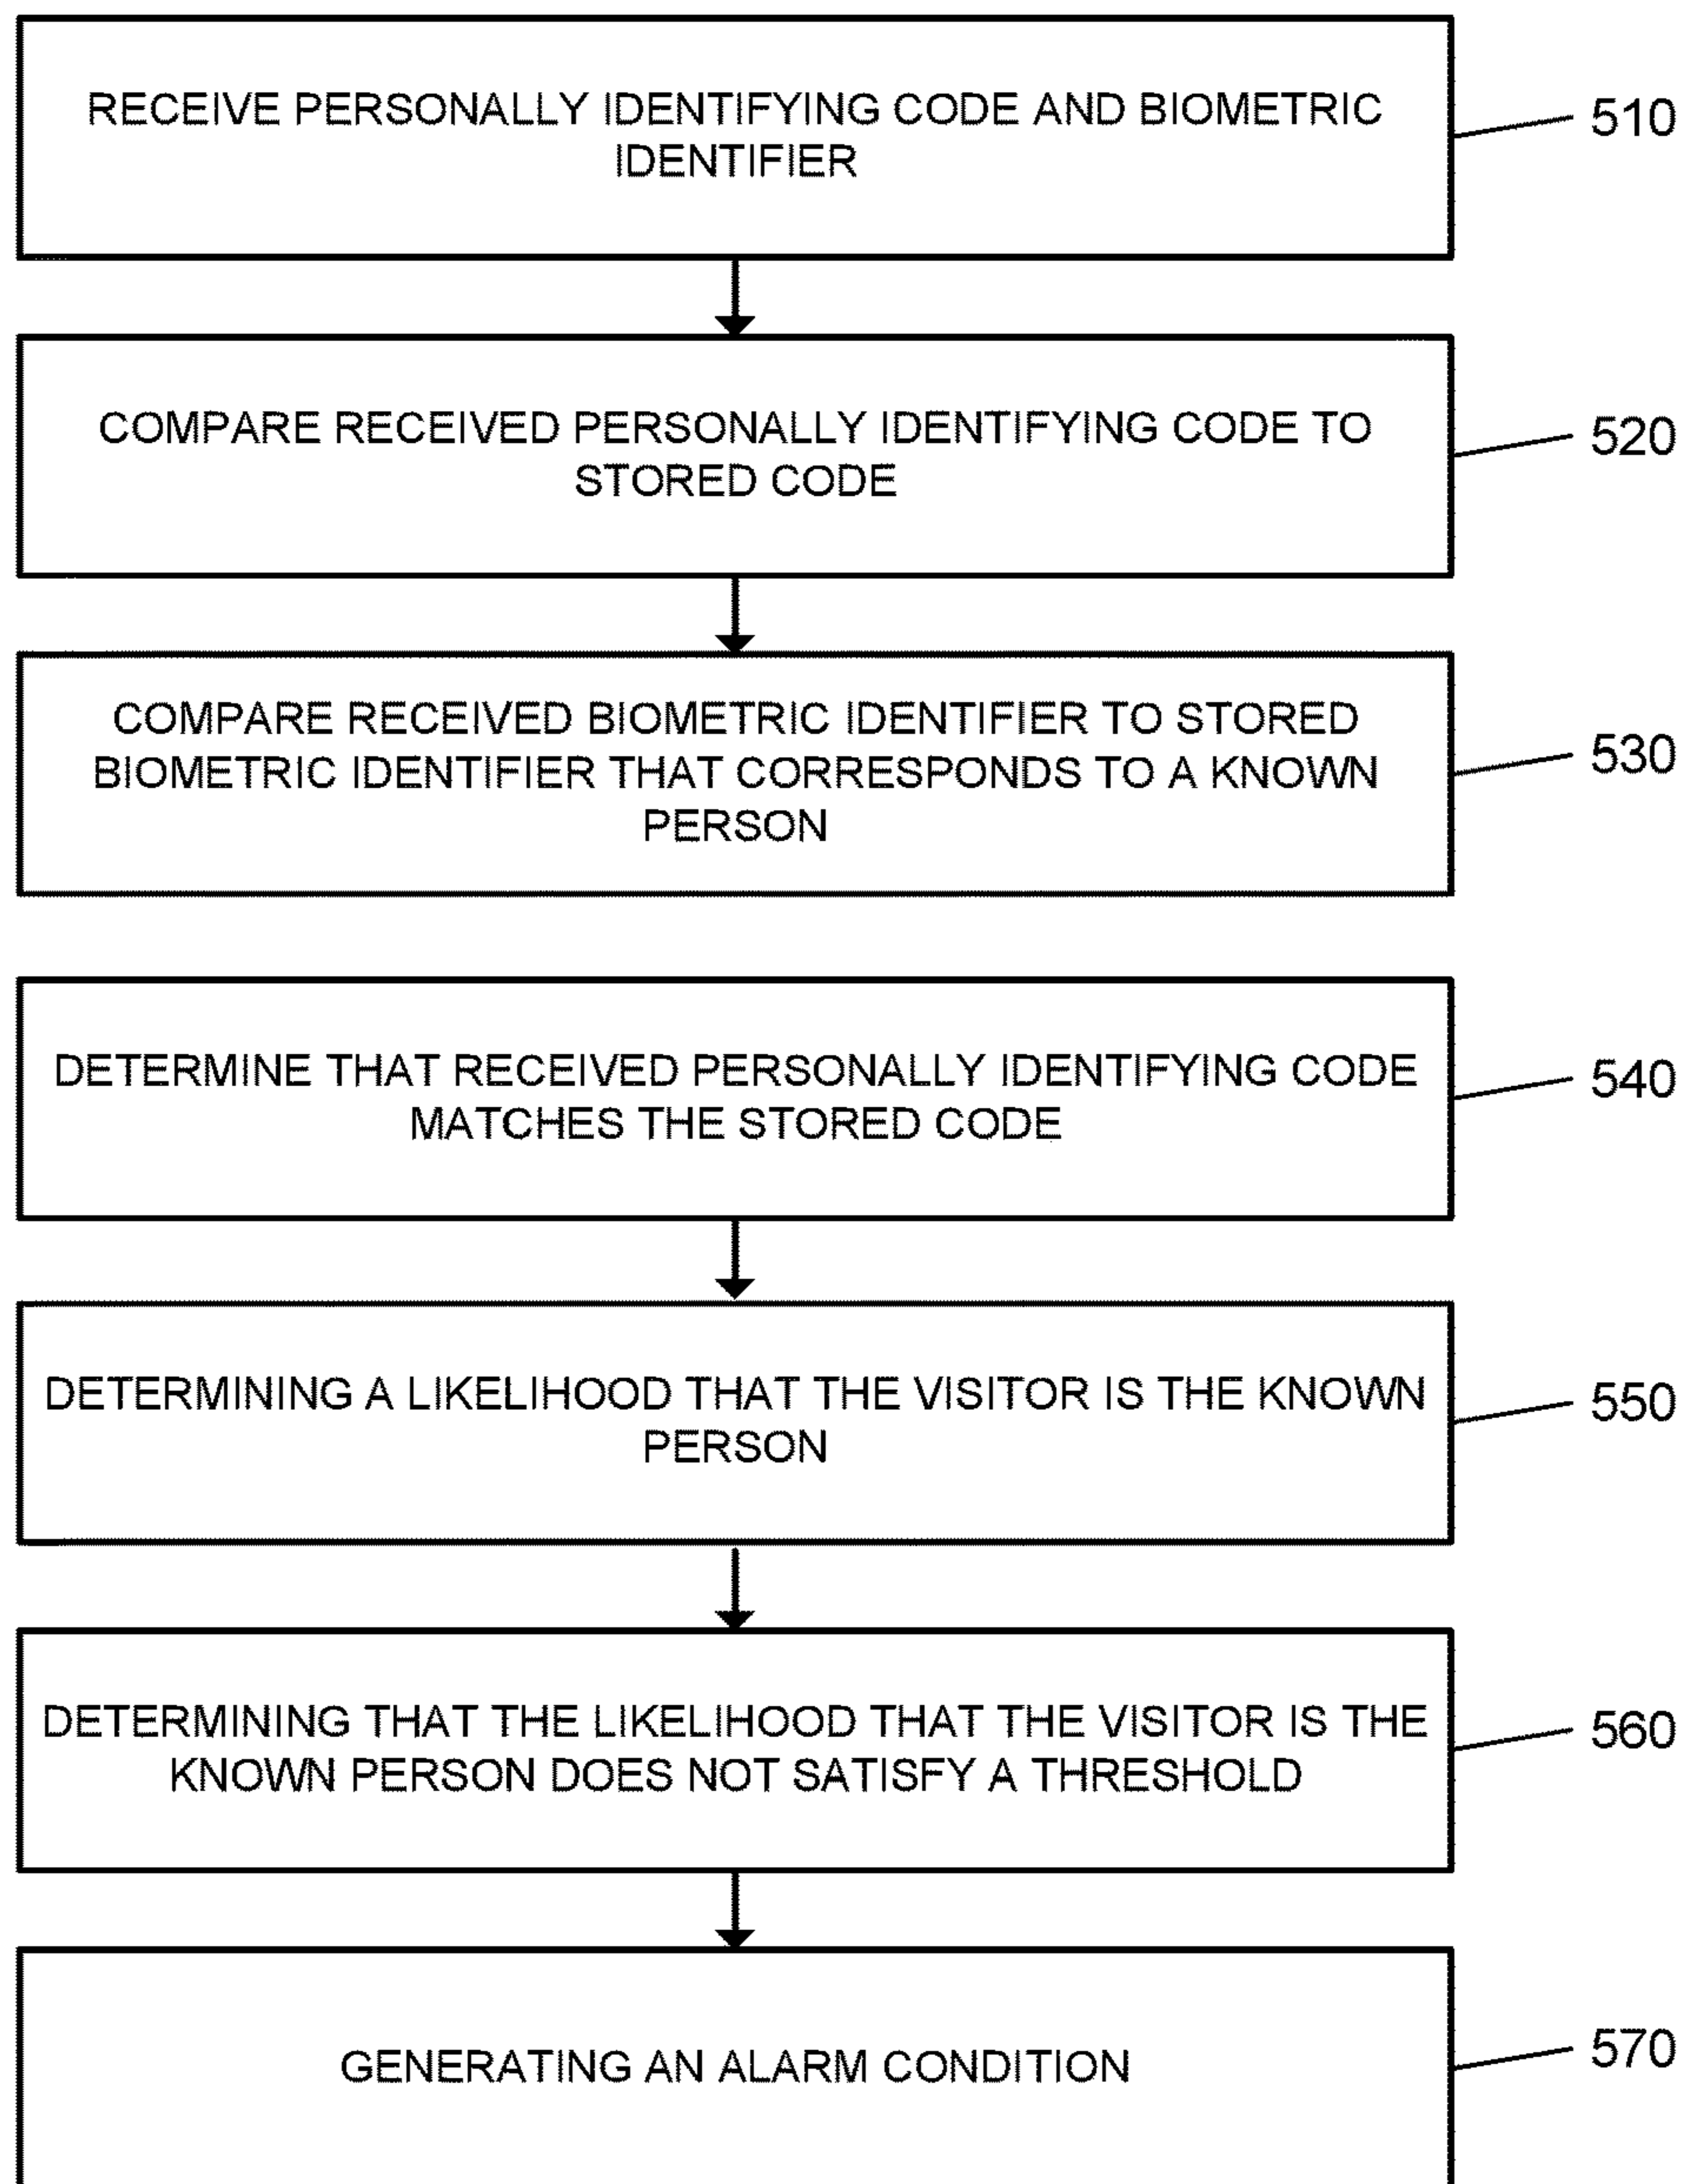 RECEIVE PERSONALLY IDENTIFYING CODE AND BIOMETRIC
IDENTIFIER
510
COMPARE RECEIVED PERSONALLY IDENTIFYING CODE TO
STORED CODE
520
COMPARE RECEIVED BIOMETRIC IDENTIFIER TO STORED
BIOMETRIC IDENTIFIER THAT CORRESPONDS TO A KNOWN
PERSON
530
DETERMINE THAT RECEIVED PERSONALLY IDENTIFYING CODE
MATCHES THE STORED CODE
540
DETERMINING A LIKELIHOOD THAT THE VISITOR IS THE KNOWN
PERSON
550
DETERMINING THAT THE LIKELIHOOD THAT THE VISITOR IS THE
KNOWN PERSON DOES NOT SATISFY A THRESHOLD
560
GENERATING AN ALARM CONDITION
570